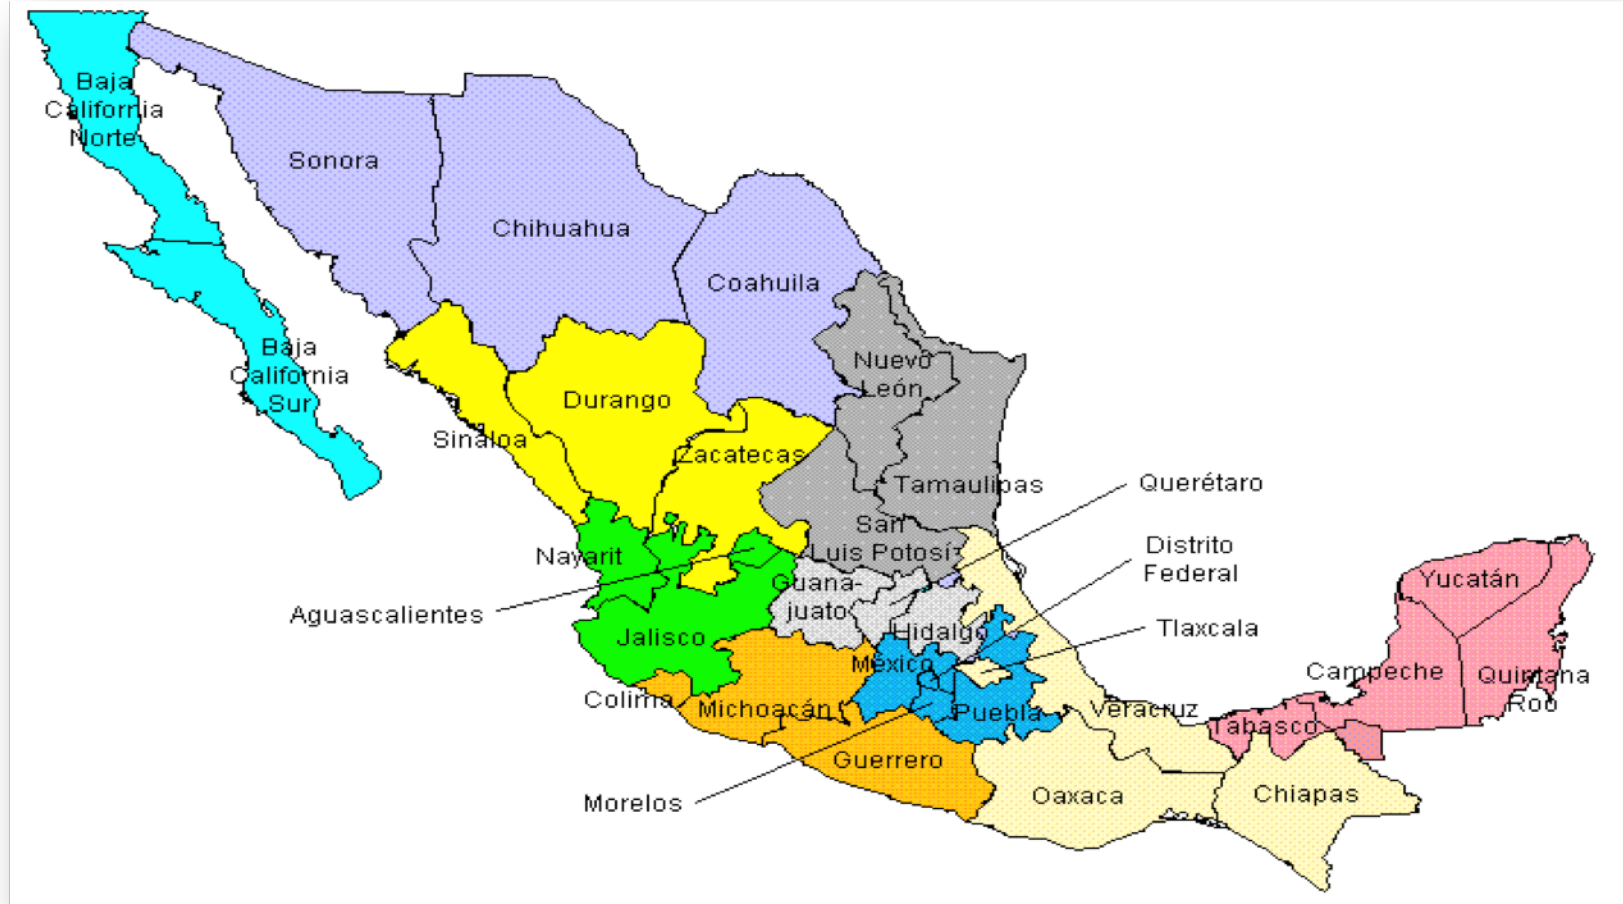 Baja
California
Norte
Sonora
Chihuahua
Coahuila
Baja
California
Sur
Nuevo
León
Durango
Sinaloa
Zacatecas
Tamaulipas
Querétaro
San
Luis Potosí
Nayarit
Distrito
Federal
Aguascalientes
Guana-
juato
Yucatán
Jalisco
Hidalgo
Tlaxcala
México
Campeche
Quintana
Roo
Colima
Michoacán
Puebla
Veracruz
Tabasco
Guerrero
Morelos
Oaxaca
Chiapas